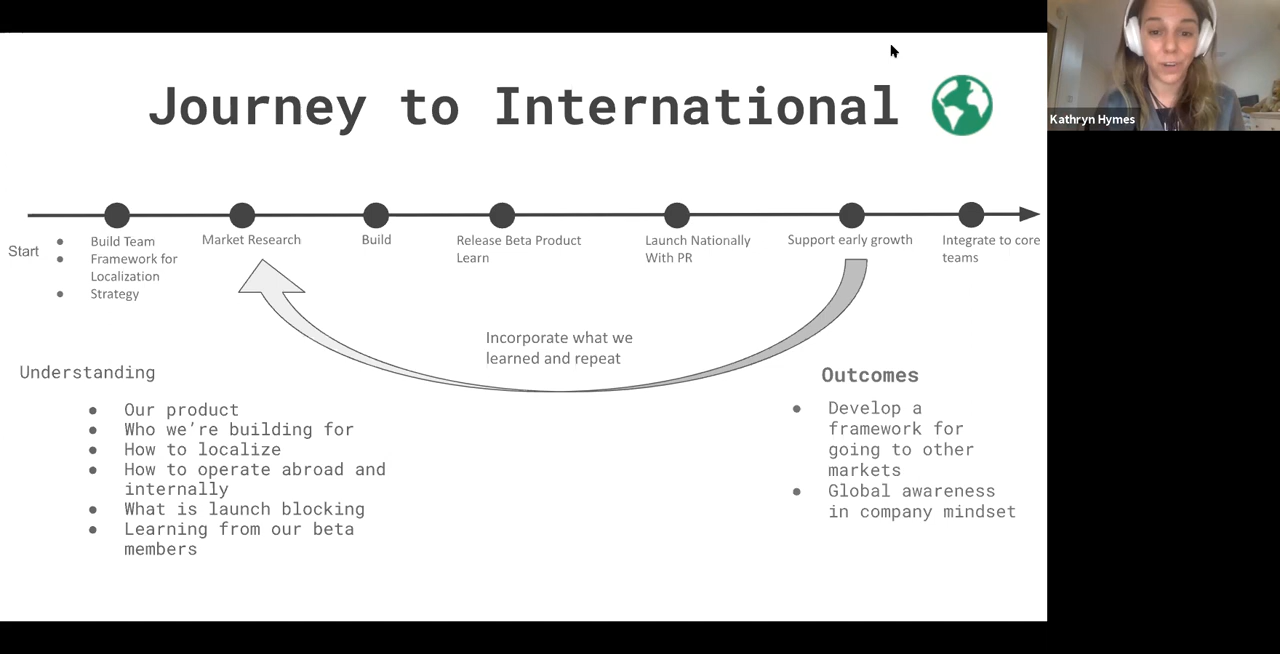 Journey to International
Kathryn Hymes
Start
● Build Team
● Framework for
Localization
● Strategy
Market Research
Build
Release Beta Product
Learn
Launch Nationally
With PR
Support early growth
Integrate to core
teams
Incorporate what we
learned and repeat
Understanding
● Our product
● Who we’re building for
● How to localize
● How to operate abroad and
internally
● What is launch blocking
● Learning from our beta
members
Outcomes
● Develop a
framework for
going to other
markets
● Global awareness
in company mindset